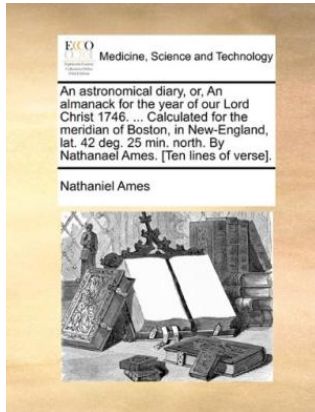 ECCO
Medicine, Science and Technology
An astronomical diary, or, An
almanack for the year of our Lord
Christ 1746. ... Calculated for the
meridian of Boston, in New-England,
lat. 42 deg. 25 min. north. By
Nathanael Ames. [Ten lines of verse].
Nathaniel Ames